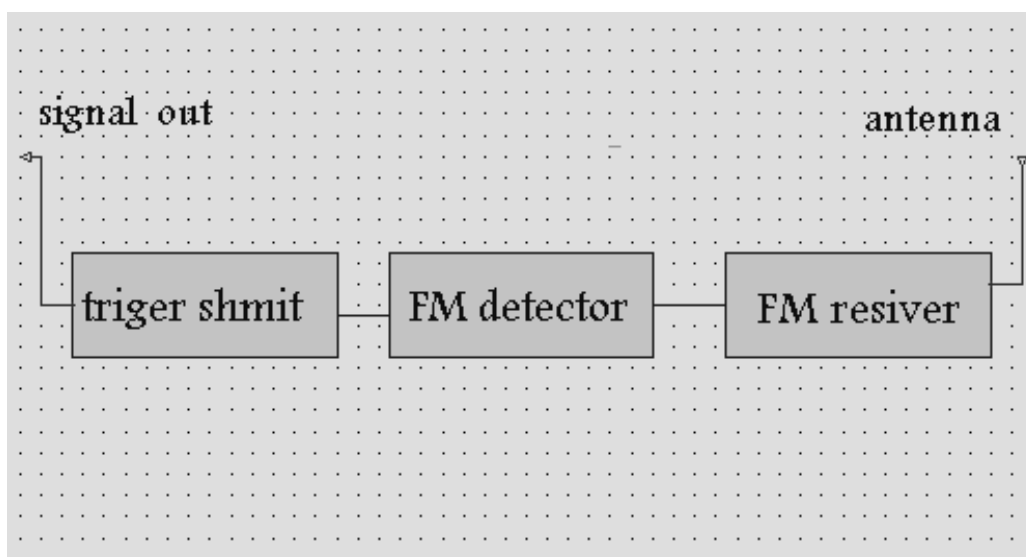 signal out
antenna
triger shmit
FM detector
FM resiver